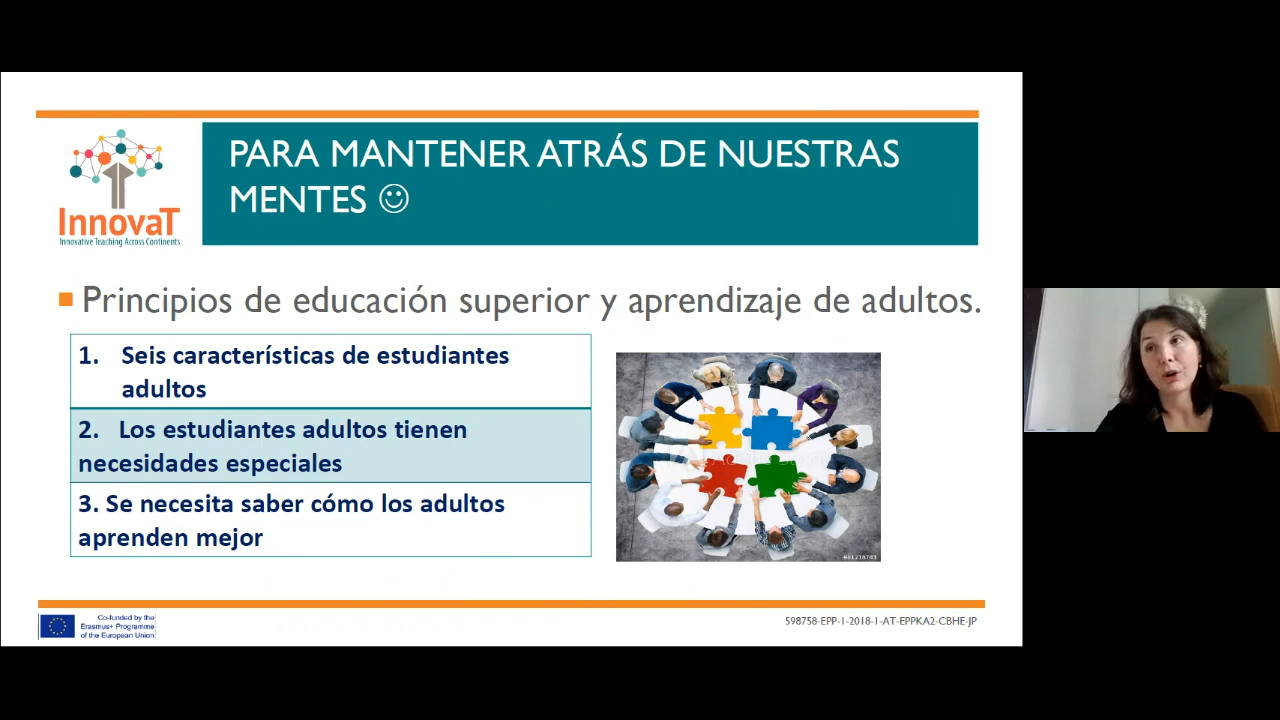 PARA MANTENER ATRÁS DE NUESTRAS
MENTES ☺
InnovaT
Innovative Teaching Across Continents
Principios de educación superior y aprendizaje de adultos.
1. Seis características de estudiantes
adultos
2. Los estudiantes adultos tienen
necesidades especiales
3. Se necesita saber cómo los adultos
aprenden mejor
#81218763
Co-funded by the
Erasmus+ Programme
of the European Union
598758-EPP-1-2018-1-AT-EPPKA2-CBHE-JP